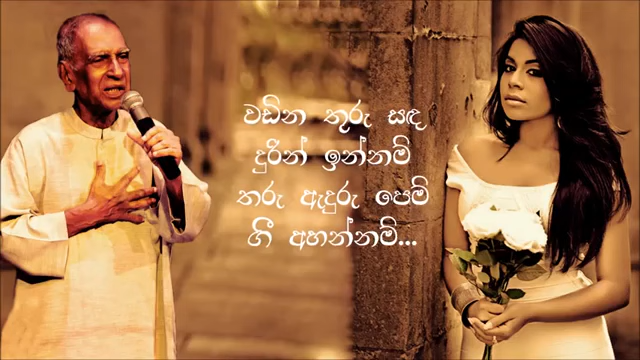 වඩින තුරු සඳ
දුරින් ඉන්නම්
තරු ඇදුරු පෙම්
ගී අහන්නම්...